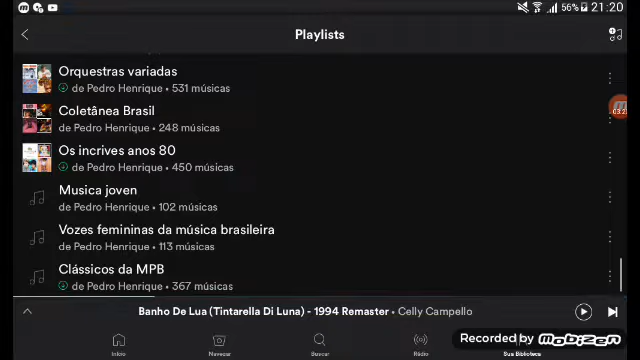 56% 21:20
Playlists
Orquestras variadas
de Pedro Henrique • 531 músicas
Coletânea Brasil
de Pedro Henrique • 248 músicas
Os incrives anos 80
de Pedro Henrique • 450 músicas
Musica joven
de Pedro Henrique • 102 músicas
Vozes femininas da música brasileira
de Pedro Henrique • 113 músicas
Clássicos da MPB
de Pedro Henrique • 367 músicas
Banho De Lua (Tintarella Di Luna) - 1994 Remaster • Celly Campello
Recorded by Mobizen
Início Navegar Buscar Rádio Sua Biblioteca